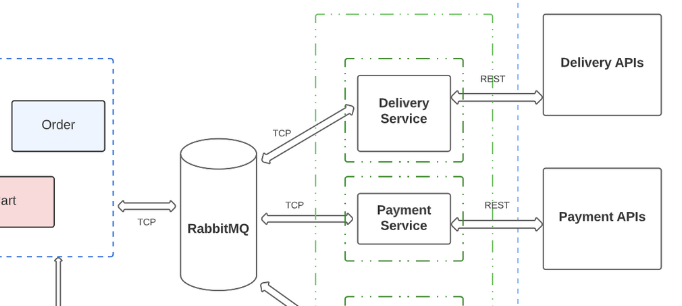 Delivery APIs
REST
Delivery
Service
Order
TCP
art
TCP
REST
Payment
Service
Payment APIs
TCP
RabbitMQ